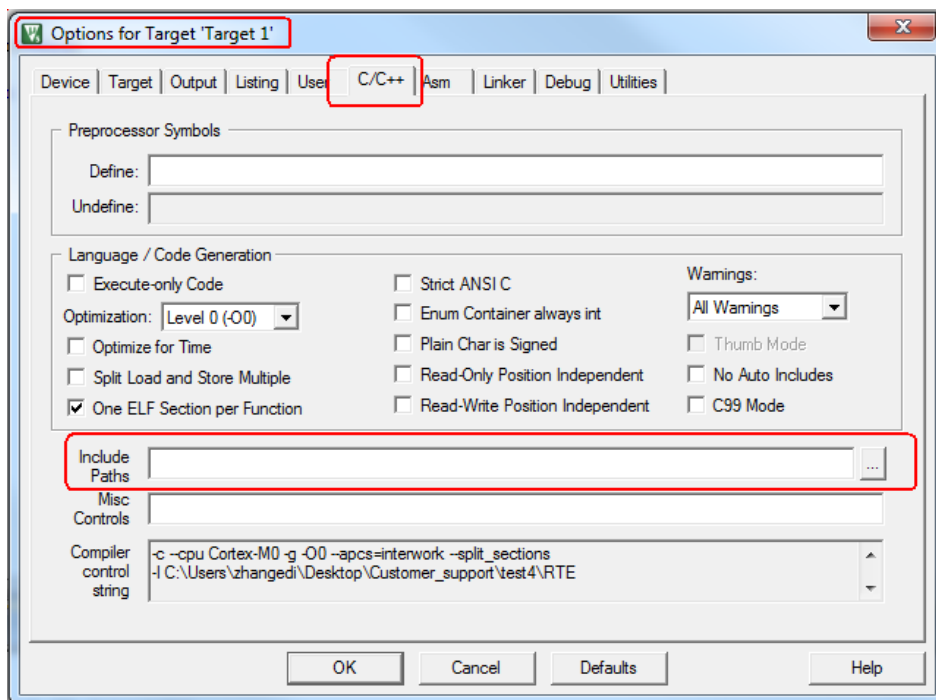 Options for Target 'Target 1'
Device Target Output Listing User C/C++ Asm Linker Debug Utilities
Preprocessor Symbols
Define:
Undefine:
Language / Code Generation
Execute-only Code
Strict ANSI C
Warnings:
Optimization: Level 0 (-O0)
Enum Container always int
All Warnings
Optimize for Time
Plain Char is Signed
Thumb Mode
Split Load and Store Multiple
Read-Only Position Independent
No Auto Includes
One ELF Section per Function
Read-Write Position Independent
C99 Mode
Include
Paths
...
Misc
Controls
Compiler
control
string
-c --cpu Cortex-M0 -g -O0 --apcs=interwork --split_sections
-I C:\Users\zhangedi\Desktop\Customer_support\test4\RTE
OK Cancel Defaults Help